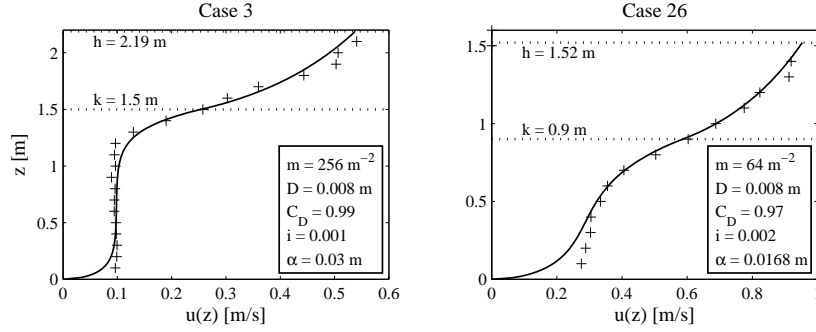 Case 3
h = 2.19 m
k = 1.5 m
m = 256 m⁻²
D = 0.008 m
C_D = 0.99
i = 0.001
α = 0.03 m
z [m]
2
1.5
1
0.5
0
0 0.1 0.2 0.3 0.4 0.5 0.6
u(z) [m/s]
Case 26
h = 1.52 m
k = 0.9 m
m = 64 m⁻²
D = 0.008 m
C_D = 0.97
i = 0.002
α = 0.0168 m
1.5
1
0.5
0
0 0.2 0.4 0.6 0.8 1
u(z) [m/s]